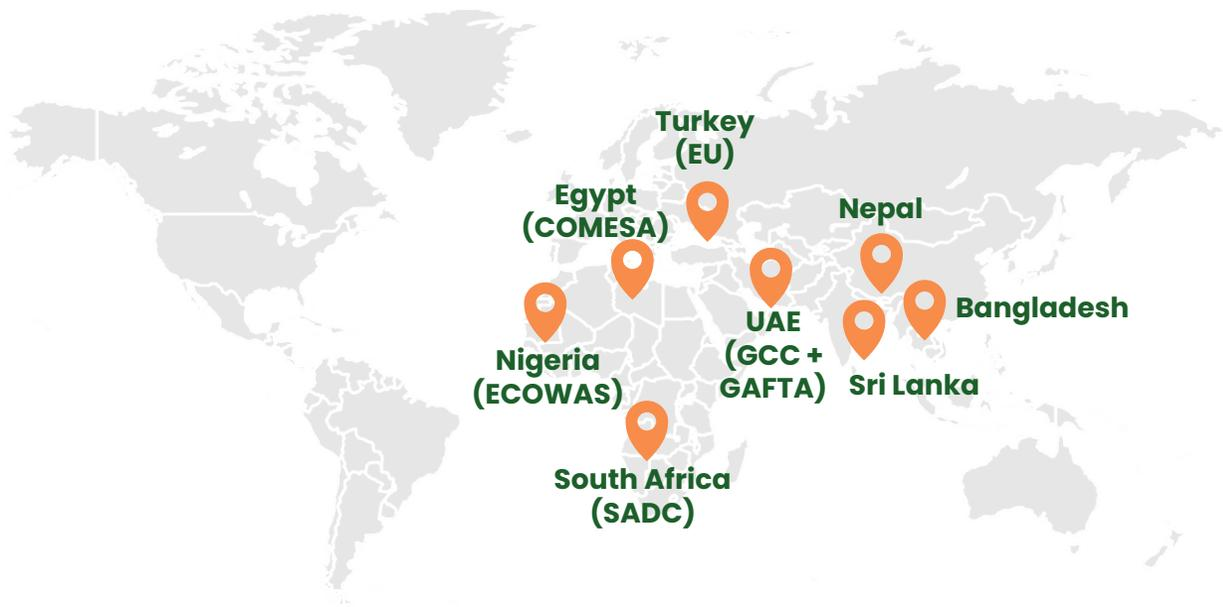 Turkey
(EU)
Egypt
(COMESA)
Nepal
Bangladesh
UAE
(GCC +
GAFTA)
Nigeria
(ECOWAS)
Sri Lanka
South Africa
(SADC)